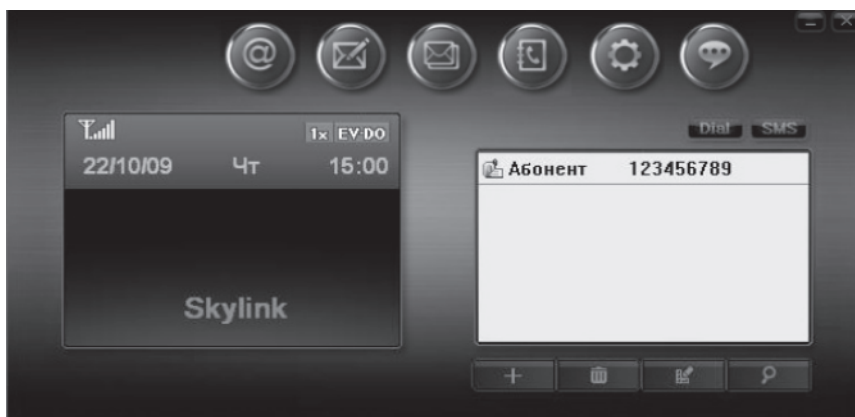 Dial SMS
1x EV-DO
22/10/09 Чт 15:00
Абонент 123456789
Skylink